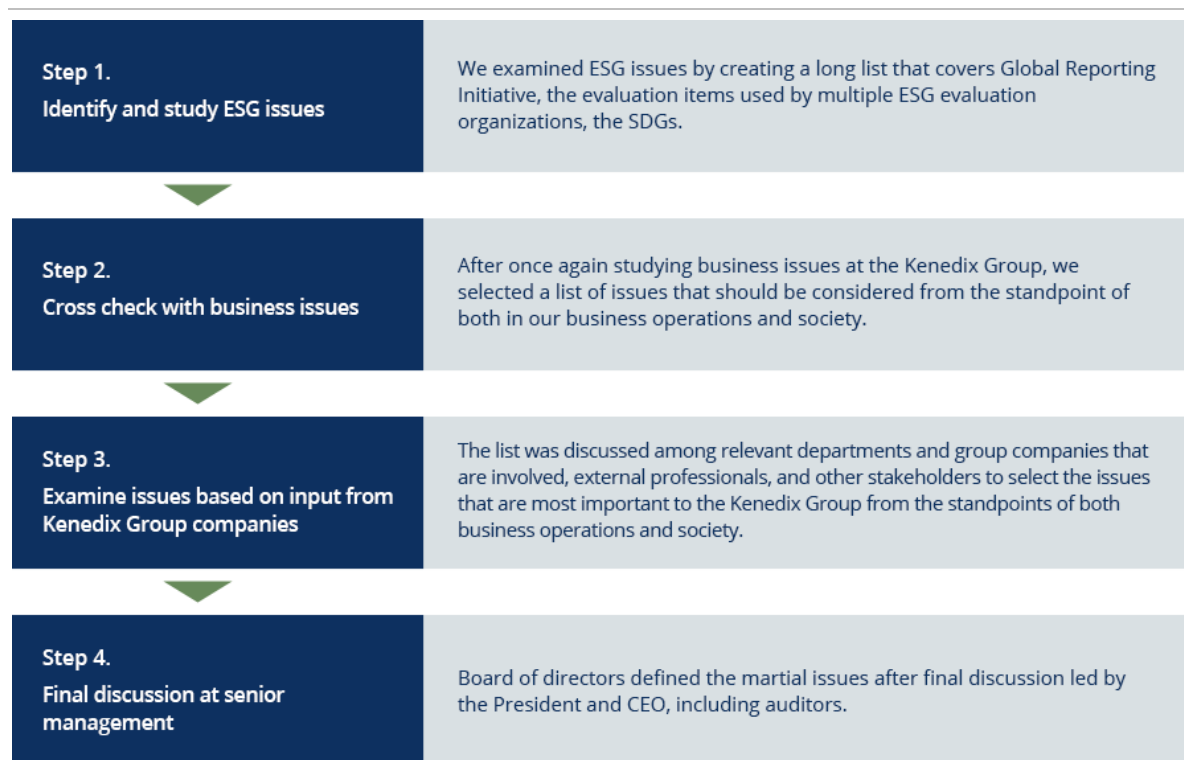 Step 1.
Identify and study ESG issues
We examined ESG issues by creating a long list that covers Global Reporting
Initiative, the evaluation items used by multiple ESG evaluation
organizations, the SDGs.
Step 2.
Cross check with business issues
After once again studying business issues at the Kenedix Group, we
selected a list of issues that should be considered from the standpoint of
both in our business operations and society.
Step 3.
Examine issues based on input from
Kenedix Group companies
The list was discussed among relevant departments and group companies that
are involved, external professionals, and other stakeholders to select the issues
that are most important to the Kenedix Group from the standpoints of both
business operations and society.
Step 4.
Final discussion at senior
management
Board of directors defined the martial issues after final discussion led by
the President and CEO, including auditors.